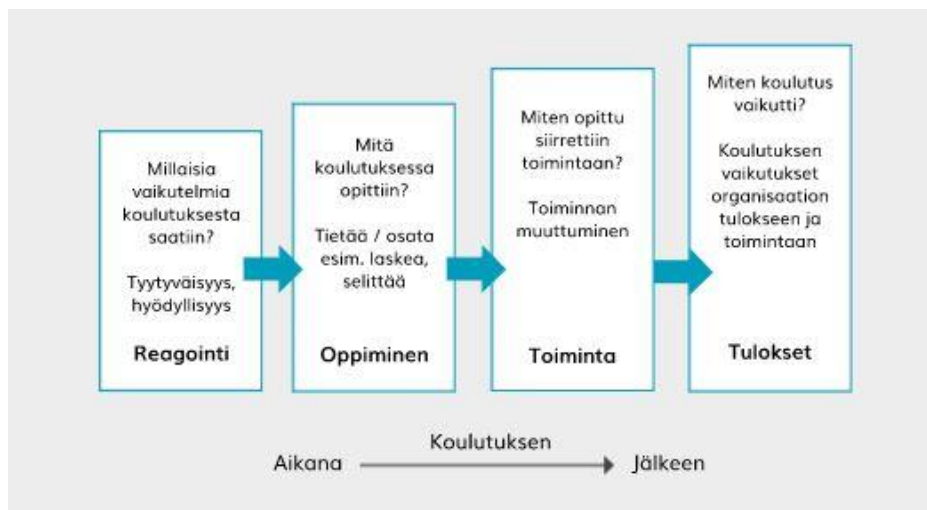 Millaisia
vaikutelmia
koulutuksesta
saatiin?
Tyytyväisyys,
hyödyllisyys
Reagointi
Mitä
koulutuksessa
opittiin?
Tietää / osata
esim. laskea,
selittää
Oppiminen
Miten opittu
siirrettiin
toimintaan?
Toiminnan
muuttuminen
Toiminta
Miten koulutus
vaikutti?
Koulutuksen
vaikutukset
organisaation
tulokseen ja
toimintaan
Tulokset
Koulutuksen
Aikana
Jälkeen